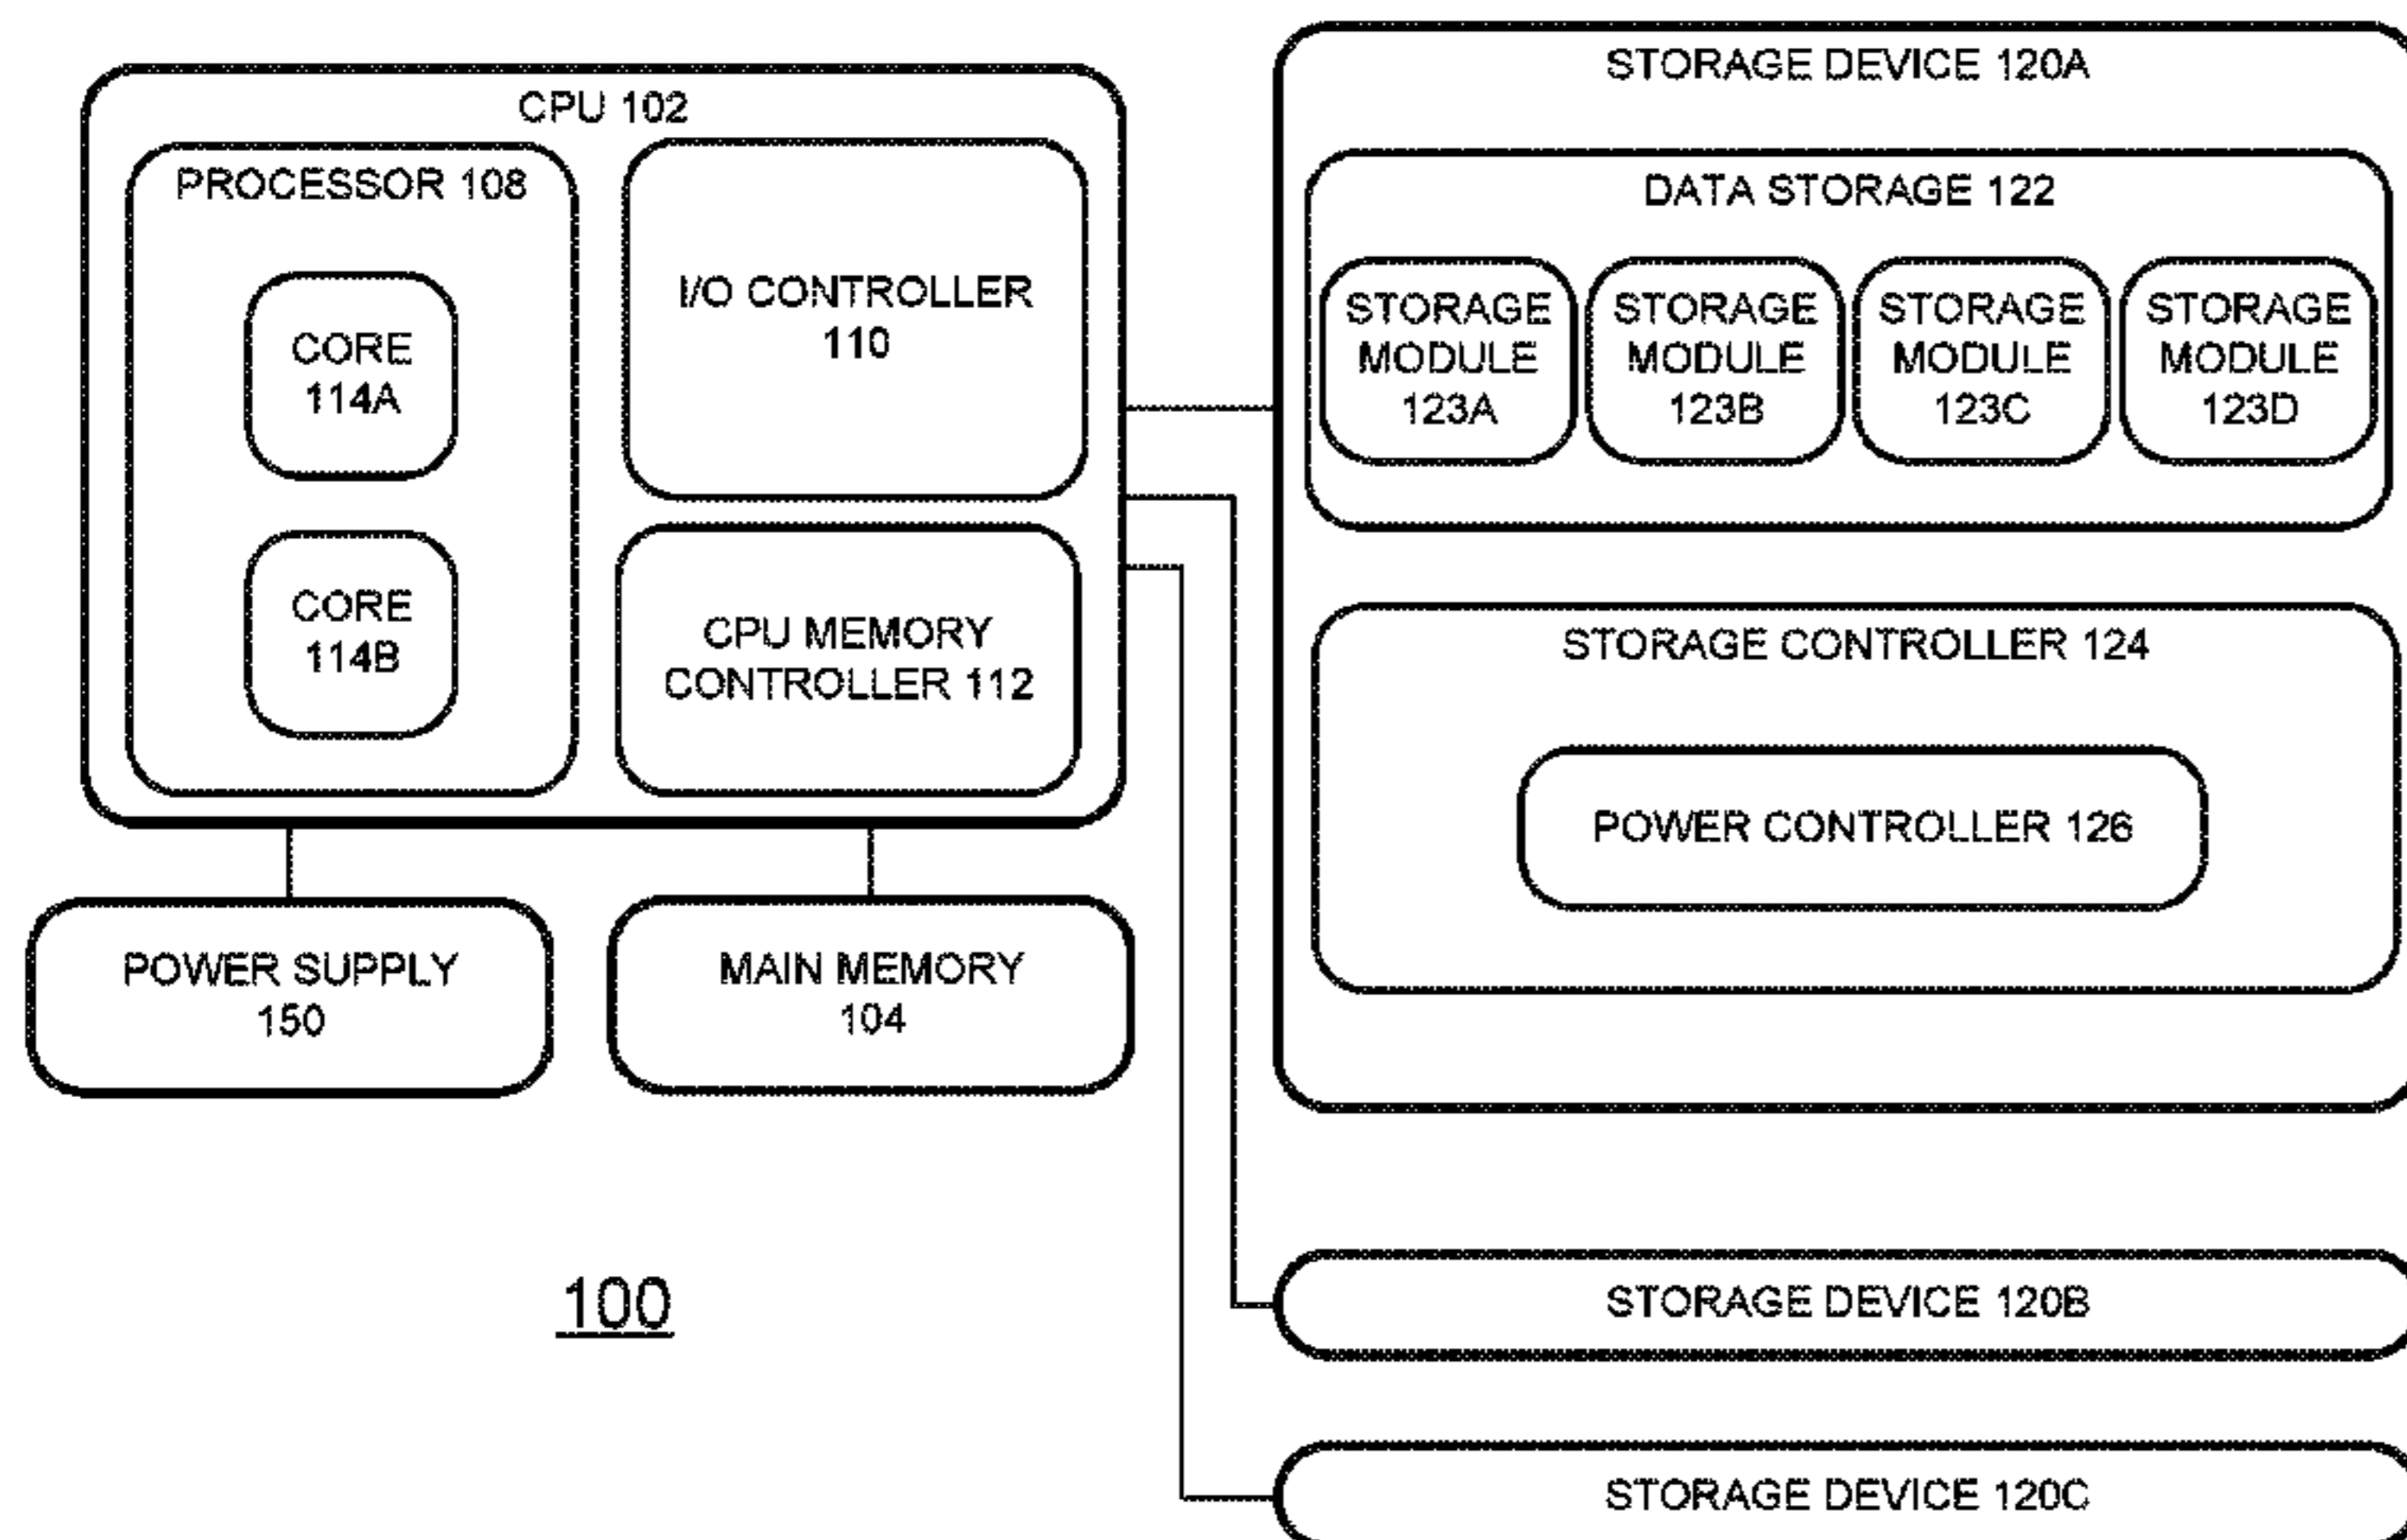 CPU 102
PROCESSOR 108
CORE
114A
CORE
114B
I/O CONTROLLER
110
CPU MEMORY
CONTROLLER 112
POWER SUPPLY
150
MAIN MEMORY
104
STORAGE DEVICE 120A
DATA STORAGE 122
STORAGE
MODULE
123A
STORAGE
MODULE
123B
STORAGE
MODULE
123C
STORAGE
MODULE
123D
STORAGE CONTROLLER 124
POWER CONTROLLER 126
STORAGE DEVICE 120B
STORAGE DEVICE 120C
100